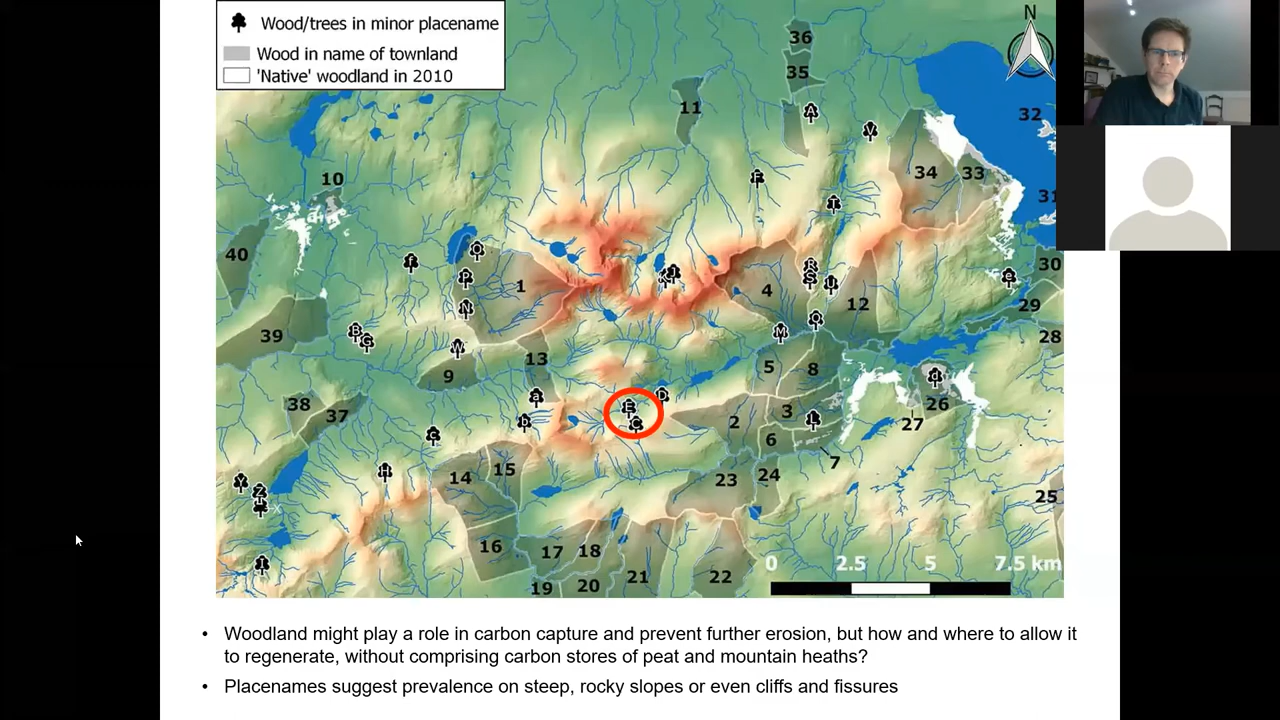 Wood/trees in minor placename
Wood in name of townland
'Native' woodland in 2010
N
36
35
11
A
V
32
10
F
34
33
T
31
40
f
O
P
1
J
4
R
S
U
12
e
30
29
N
B
G
39
W
M
Q
28
13
5
8
9
d
26
38
37
a
b
D
E
C
2
3
L
27
c
6
7
H
14
15
23
24
25
Y
Z
X
16
17
18
I
19
20
21
22
0 2.5 5 7.5 km
• Woodland might play a role in carbon capture and prevent further erosion, but how and where to allow it
to regenerate, without comprising carbon stores of peat and mountain heaths?
• Placenames suggest prevalence on steep, rocky slopes or even cliffs and fissures